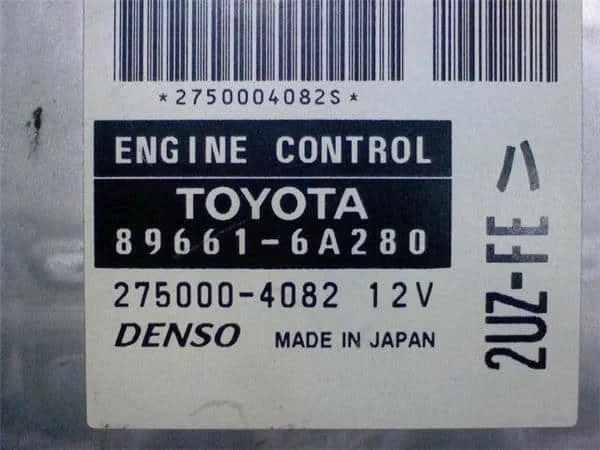 *2750004082S*
ENGINE CONTROL
TOYOTA
89661-6A280
275000-4082 12V
DENSO MADE IN JAPAN
2UZ-FE ハ